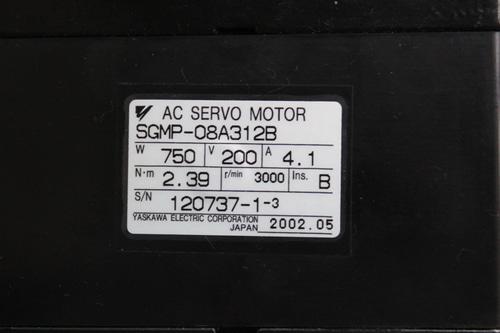 AC SERVO MOTOR
SGMP-08A312B
W 750 V 200 A 4.1
N·m 2.39 r/min 3000 Ins. B
S/N 120737-1-3
YASKAWA ELECTRIC CORPORATION
JAPAN 2002.05